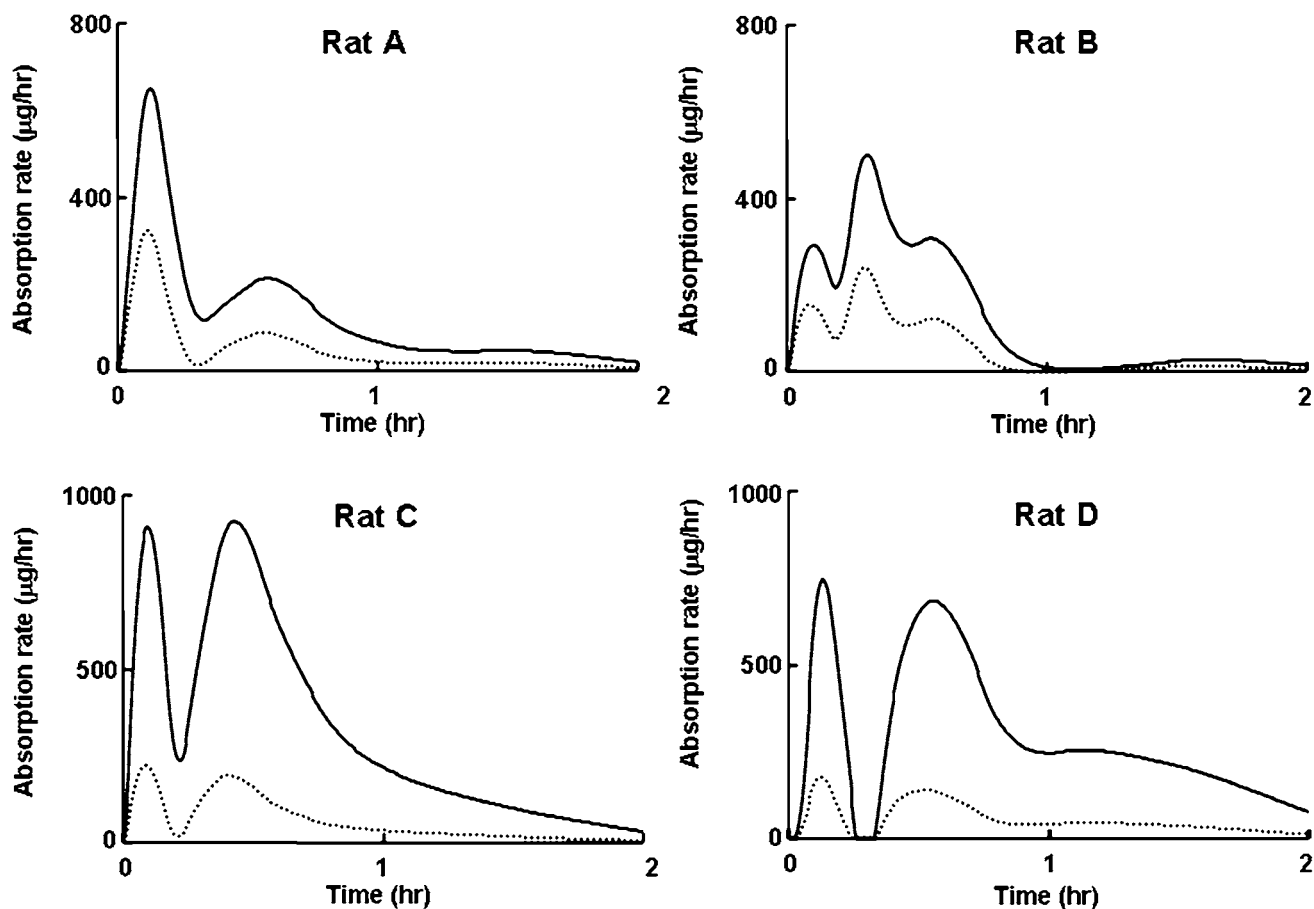 Rat A
Absorption rate (μg/hr)
800
400
0
0
1
2
Time (hr)
Rat B
Absorption rate (μg/hr)
800
400
0
0
1
2
Time (hr)
Rat C
Absorption rate (μg/hr)
1000
500
0
0
1
2
Time (hr)
Rat D
Absorption rate (μg/hr)
1000
500
0
0
1
2
Time (hr)